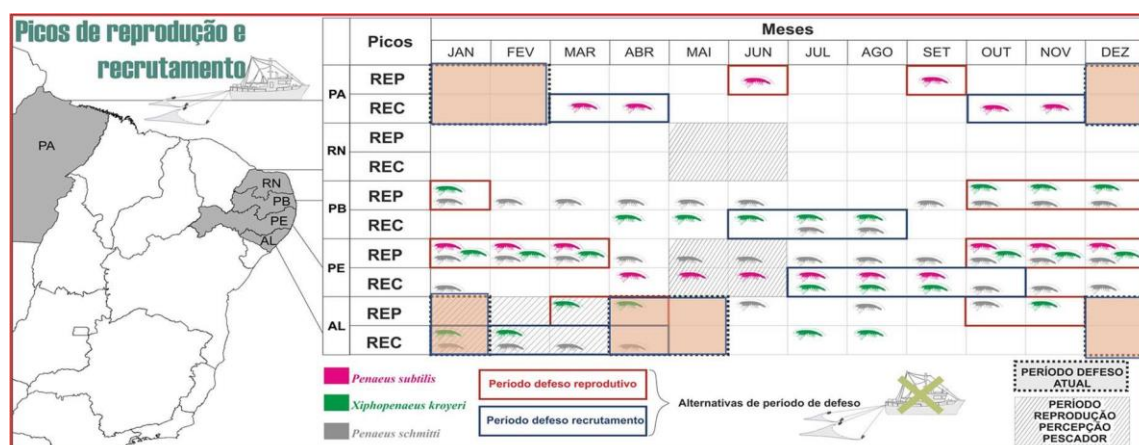 Picos de reprodução e
recrutamento
PA
RN
PB
PE
AL
Picos
Meses
JAN FEV MAR ABR MAI JUN JUL AGO SET OUT NOV DEZ
PA
REP
REC
RN
REP
REC
PB
REP
REC
PE
REP
REC
AL
REP
REC
Penaeus subtilis
Xiphopenaeus kroyeri
Penaeus schmitti
Período defeso reprodutivo
Período defeso recrutamento
Alternativas de período de defeso
PERÍODO DEFESO
ATUAL
PERÍODO
REPRODUÇÃO
PERCEPÇÃO
PESCADOR